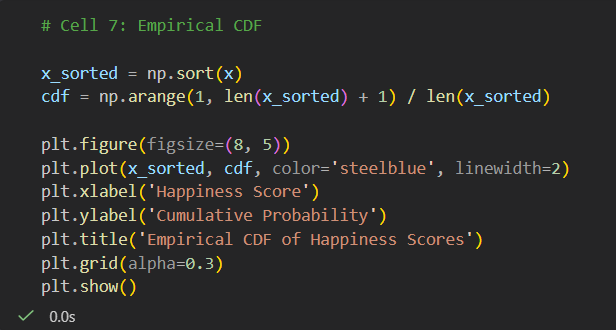 # Cell 7: Empirical CDF
x_sorted = np.sort(x)
cdf = np.arange(1, len(x_sorted) + 1) / len(x_sorted)
plt.figure(figsize=(8, 5))
plt.plot(x_sorted, cdf, color='steelblue', linewidth=2)
plt.xlabel('Happiness Score')
plt.ylabel('Cumulative Probability')
plt.title('Empirical CDF of Happiness Scores')
plt.grid(alpha=0.3)
plt.show()
0.0s